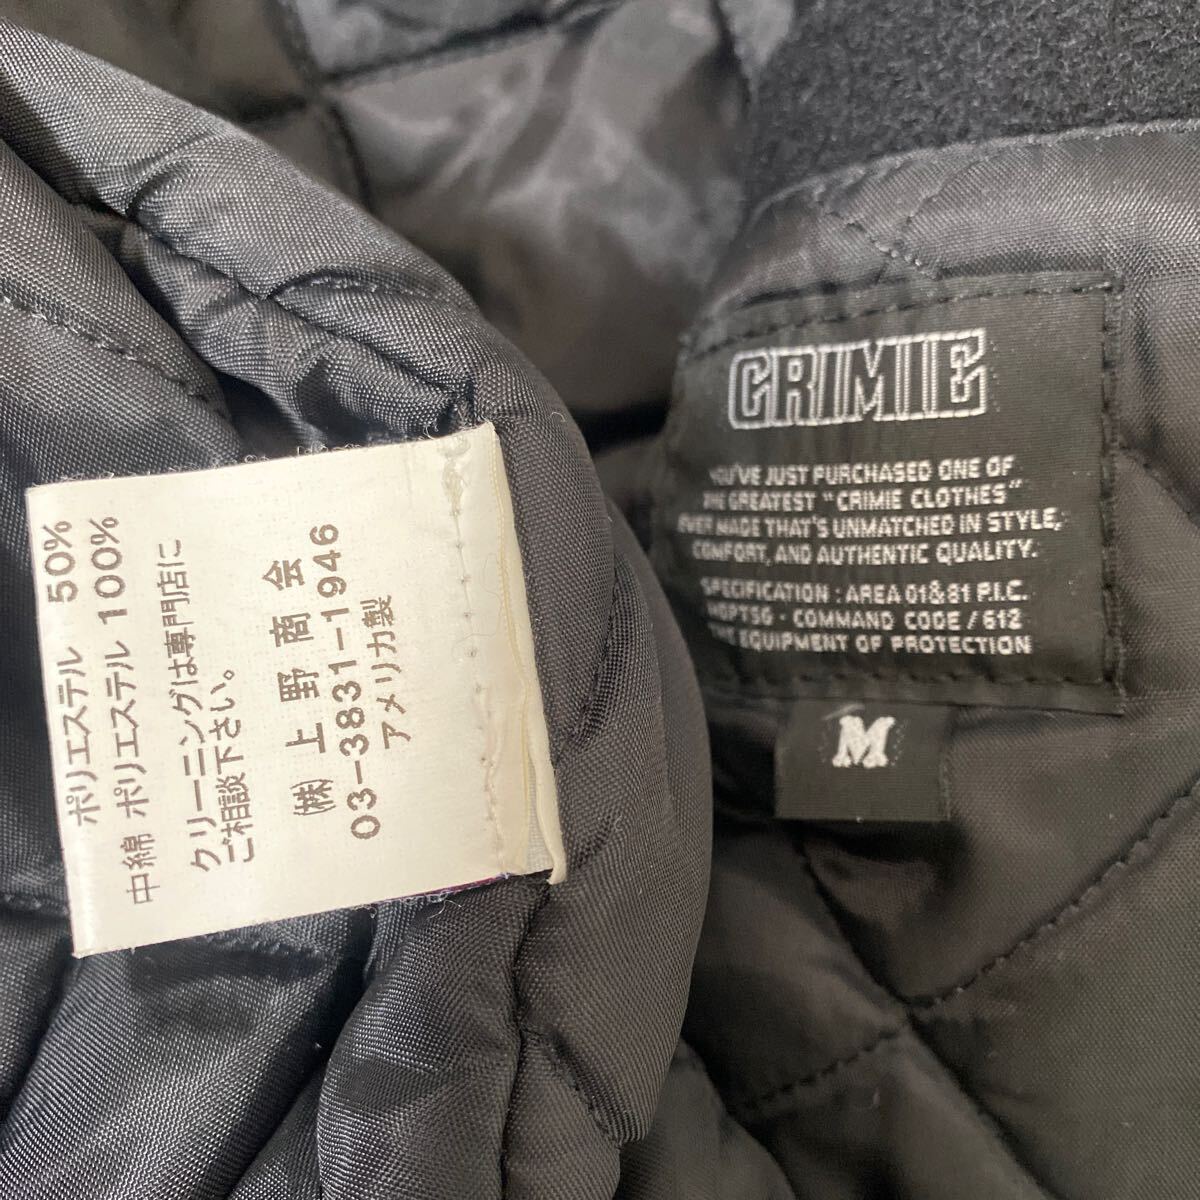 ポリエステル 50%
中綿 ポリエステル 100%
クリーニングは専門店に
ご相談下さい。
(株)上野商会
03-3831-1946
アメリカ製
CRIMIE
YOU'VE JUST PURCHASED ONE OF
THE GREATEST "CRIMIE CLOTHES"
EVER MADE THAT'S UNMATCHED IN STYLE,
COMFORT, AND AUTHENTIC QUALITY.
SPECIFICATION : AREA 01&81 P.I.C.
HQPTSG - COMMAND CODE / 612
THE EQUIPMENT OF PROTECTION
M